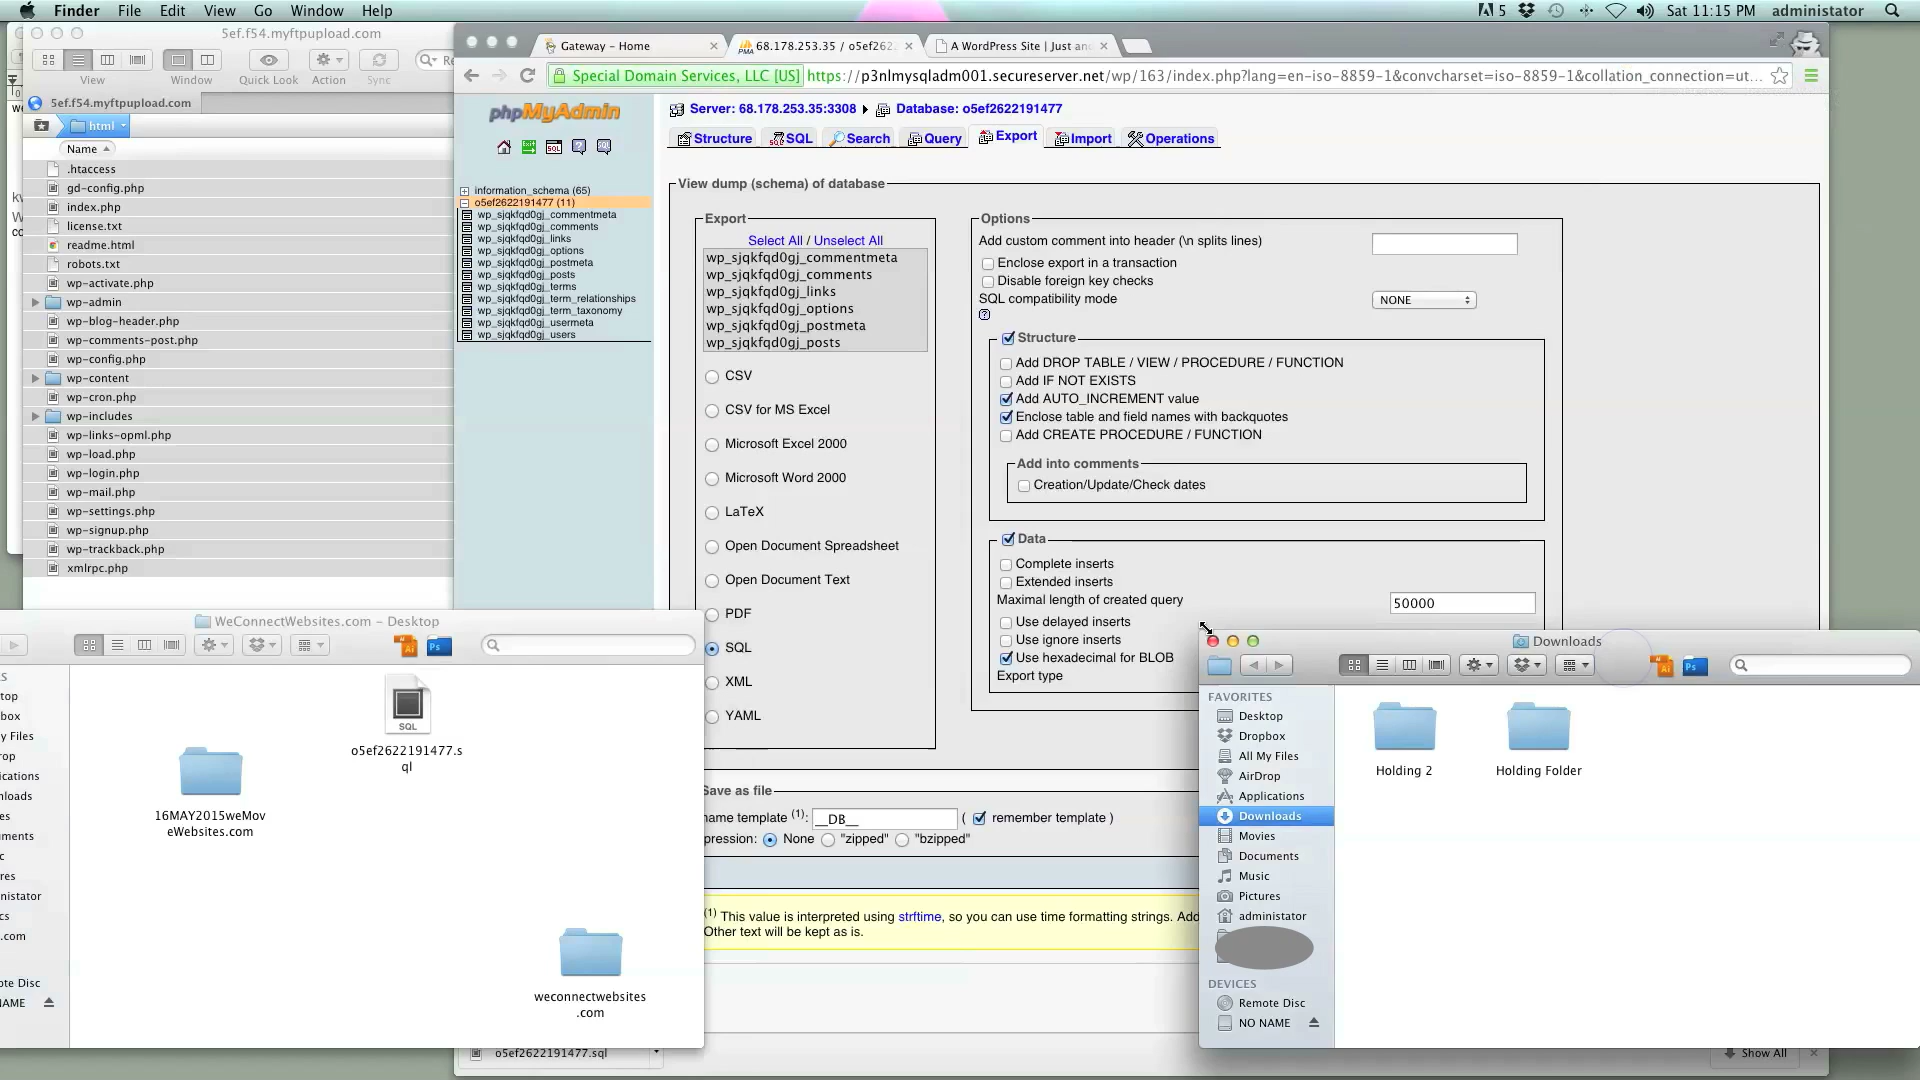 Finder File Edit View Go Window Help
5 Sat 11:15 PM administator
5ef.f54.myftpupload.com
View Window Quick Look Action Sync
5ef.f54.myftpupload.com
html
Name
.htaccess
gd-config.php
index.php
license.txt
readme.html
robots.txt
wp-activate.php
wp-admin
wp-blog-header.php
wp-comments-post.php
wp-config.php
wp-content
wp-cron.php
wp-includes
wp-links-opml.php
wp-load.php
wp-login.php
wp-mail.php
wp-settings.php
wp-signup.php
wp-trackback.php
xmlrpc.php
Gateway - Home
68.178.253.35 / o5ef262
A WordPress Site | Just an
Special Domain Services, LLC [US] https://p3nlmysqladm001.secureserver.net/wp/163/index.php?lang=en-iso-8859-1&convcharset=iso-8859-1&collation_connection=ut...
phpMyAdmin
information_schema (65)
o5ef2622191477 (11)
wp_sjqkfqd0gj_commentmeta
wp_sjqkfqd0gj_comments
wp_sjqkfqd0gj_links
wp_sjqkfqd0gj_options
wp_sjqkfqd0gj_postmeta
wp_sjqkfqd0gj_posts
wp_sjqkfqd0gj_terms
wp_sjqkfqd0gj_term_relationships
wp_sjqkfqd0gj_term_taxonomy
wp_sjqkfqd0gj_usermeta
wp_sjqkfqd0gj_users
Server: 68.178.253.35:3308 Database: o5ef2622191477
Structure SQL Search Query Export Import Operations
View dump (schema) of database
Export
Select All / Unselect All
wp_sjqkfqd0gj_commentmeta
wp_sjqkfqd0gj_comments
wp_sjqkfqd0gj_links
wp_sjqkfqd0gj_options
wp_sjqkfqd0gj_postmeta
wp_sjqkfqd0gj_posts
CSV
CSV for MS Excel
Microsoft Excel 2000
Microsoft Word 2000
LaTeX
Open Document Spreadsheet
Open Document Text
PDF
SQL
XML
YAML
Options
Add custom comment into header (\n splits lines)
Enclose export in a transaction
Disable foreign key checks
SQL compatibility mode NONE
Structure
Add DROP TABLE / VIEW / PROCEDURE / FUNCTION
Add IF NOT EXISTS
Add AUTO_INCREMENT value
Enclose table and field names with backquotes
Add CREATE PROCEDURE / FUNCTION
Add into comments
Creation/Update/Check dates
Data
Complete inserts
Extended inserts
Maximal length of created query 50000
Use delayed inserts
Use ignore inserts
Use hexadecimal for BLOB
Export type
Save as file
name template (1): __DB__ ( remember template )
pression: None "zipped" "bzipped"
(1) This value is interpreted using strftime, so you can use time formatting strings. Add
Other text will be kept as is.
o5ef2622191477.sql
Show All
WeConnectWebsites.com - Desktop
SQL
o5ef2622191477.s
ql
16MAY2015weMov
eWebsites.com
weconnectwebsites
.com
Downloads
FAVORITES
Desktop
Dropbox
All My Files
AirDrop
Applications
Downloads
Movies
Documents
Music
Pictures
administator
DEVICES
Remote Disc
NO NAME
Holding 2
Holding Folder